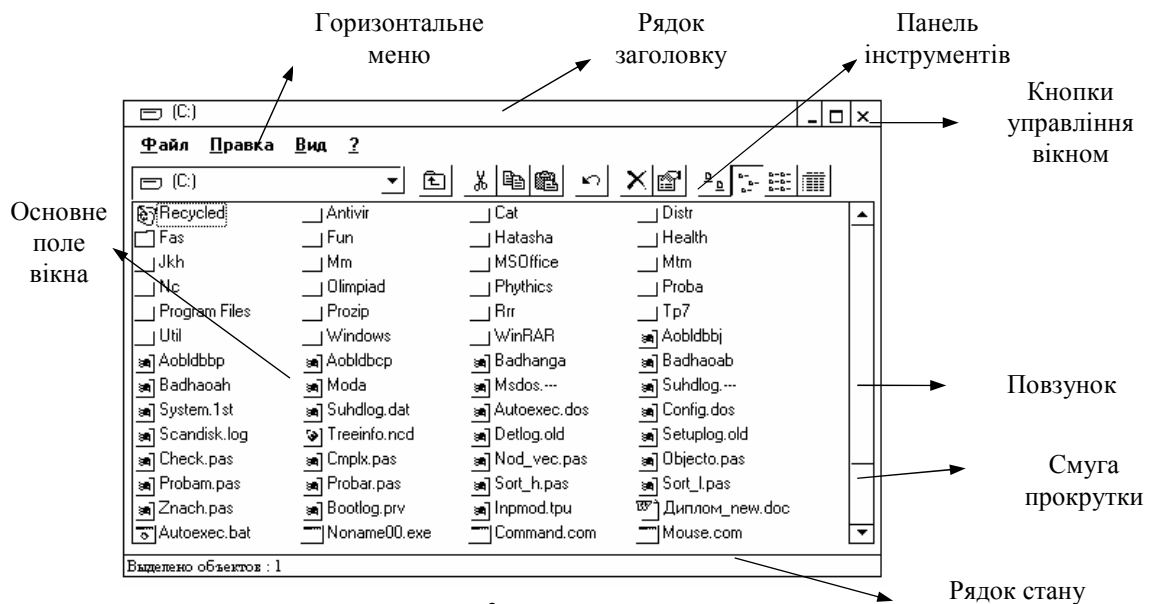 Горизонтальне
меню
Рядок
заголовку
Панель
інструментів
Кнопки
управління
вікном
(C:)
Файл Правка Вид ?
(C:)
Основне
поле
вікна
Recycled Antivir Cat Distr
Fas Fun Hatasha Health
Jkh Mm MSOffice Mtm
Nc Olimpiad Phythics Proba
Program Files Prozip Rrr Tp7
Util Windows WinRAR Aobldbbj
Aobldbbp Aobldbcp Badhanga Badhaoab
Badhaoah Moda Msdos.--- Suhdlog.---
System.1st Suhdlog.dat Autoexec.dos Config.dos
Scandisk.log Treeinfo.ncd Detlog.old Setuplog.old
Check.pas Cmplx.pas Nod_vec.pas Objecto.pas
Probam.pas Probar.pas Sort_h.pas Sort_l.pas
Znach.pas Bootlog.prv Inpmod.tpu Диплом_new.doc
Autoexec.bat Noname00.exe Command.com Mouse.com
Повзунок
Смуга
прокрутки
Выделено объектов : 1
Рядок стану